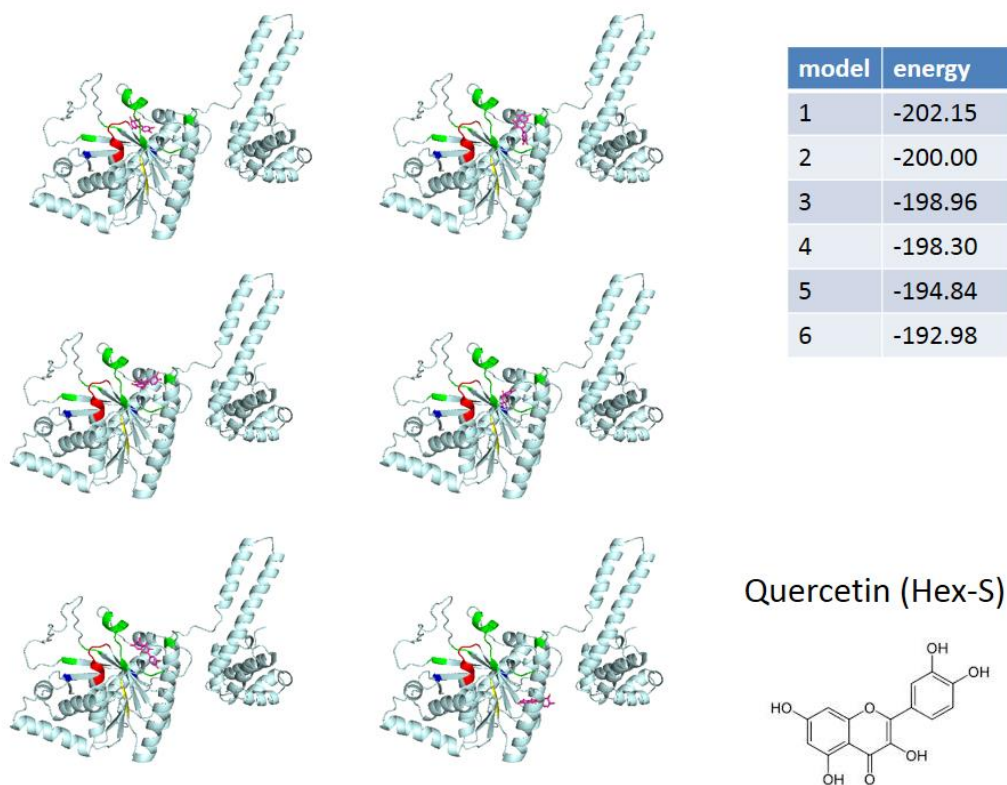 model energy
1 -202.15
2 -200.00
3 -198.96
4 -198.30
5 -194.84
6 -192.98
Quercetin (Hex-S)
OH
OH
HO
O
OH
OH
O